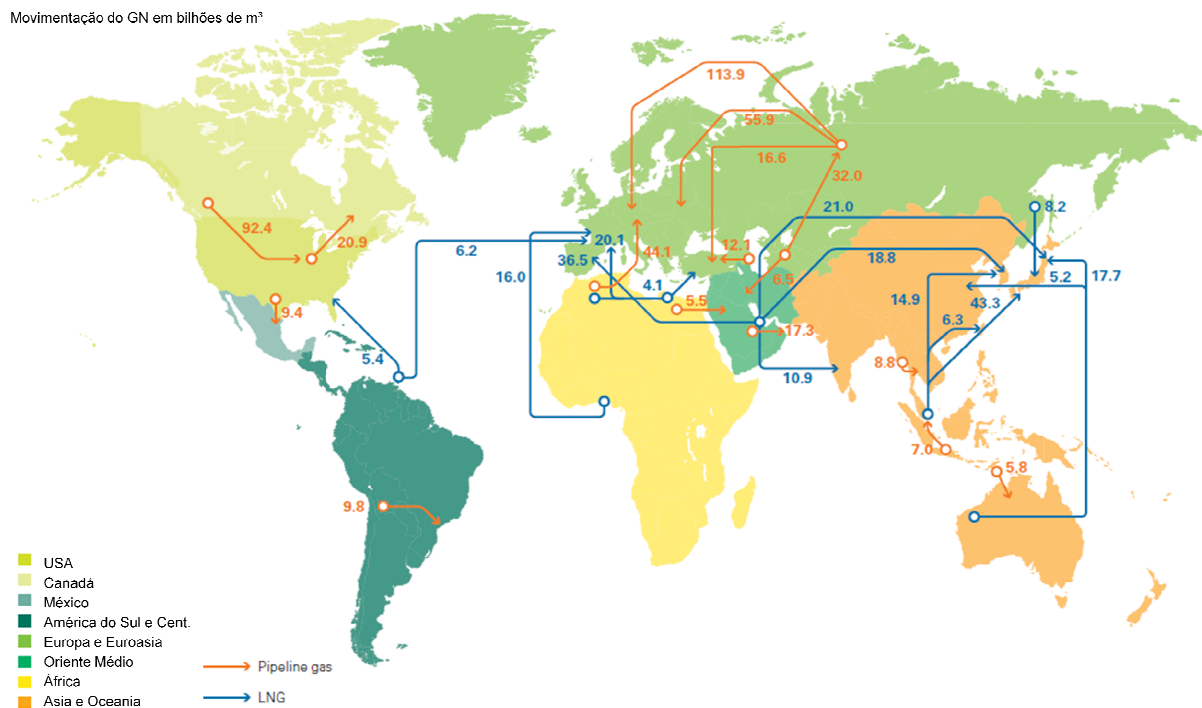 Movimentação do GN em bilhões de m³
113.9
55.9
16.6
32.0
92.4
20.9
6.2
20.1
36.5
44.1
12.1
21.0
8.2
18.8
16.0
4.1
6.5
5.2
17.7
9.4
5.5
14.9
43.3
17.3
6.3
5.4
10.9
8.8
7.0
5.8
9.8
USA
Canadá
México
América do Sul e Cent.
Europa e Euroasia
Oriente Médio
África
Asia e Oceania
Pipeline gas
LNG